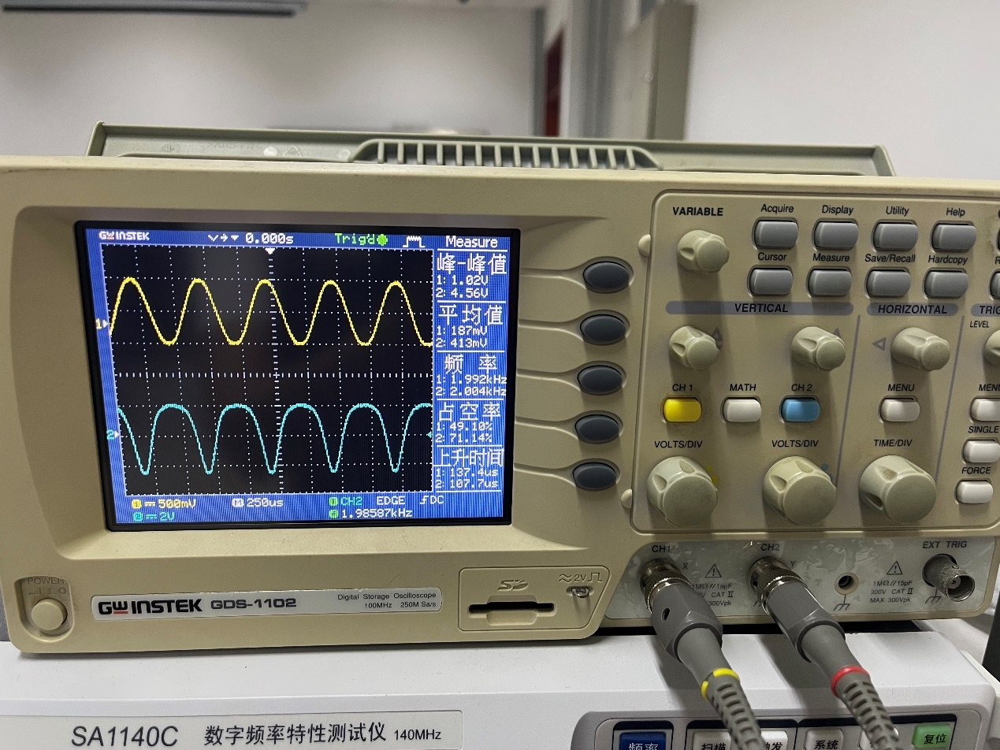 GWINSTEK
0.000s
Trig'd
Measure
峰-峰值
1: 1.02V
2: 4.56V
平均值
1: 187mV
2: 413mV
频 率
1: 1.992kHz
2: 2.004kHz
占空率
1: 49.10%
2: 71.14%
上升时间
1: 137.4us
2: 107.7us
1
2
1 500mV
M 250us
CH2 EDGE DC
2 2V
1.98587kHz
VARIABLE
Acquire
Display
Utility
Help
Cursor
Measure
Save/Recall
Hardcopy
VERTICAL
HORIZONTAL
TRIG
LEVEL
CH 1
MATH
CH 2
MENU
MENU
SINGLE
VOLTS/DIV
VOLTS/DIV
TIME/DIV
FORCE
CH1
X
CH2
Y
EXT TRIG
1MΩ//15pF
CAT II
300Vpk
1MΩ//15pF
300V CAT II
MAX. 300Vpk
POWER
GWINSTEK GDS-1102
Digital Storage Oscilloscope
100MHz 250M Sa/s
SD
≈2V
SA1140C 数字频率特性测试仪 140MHz
频率
扫描
系统
复位